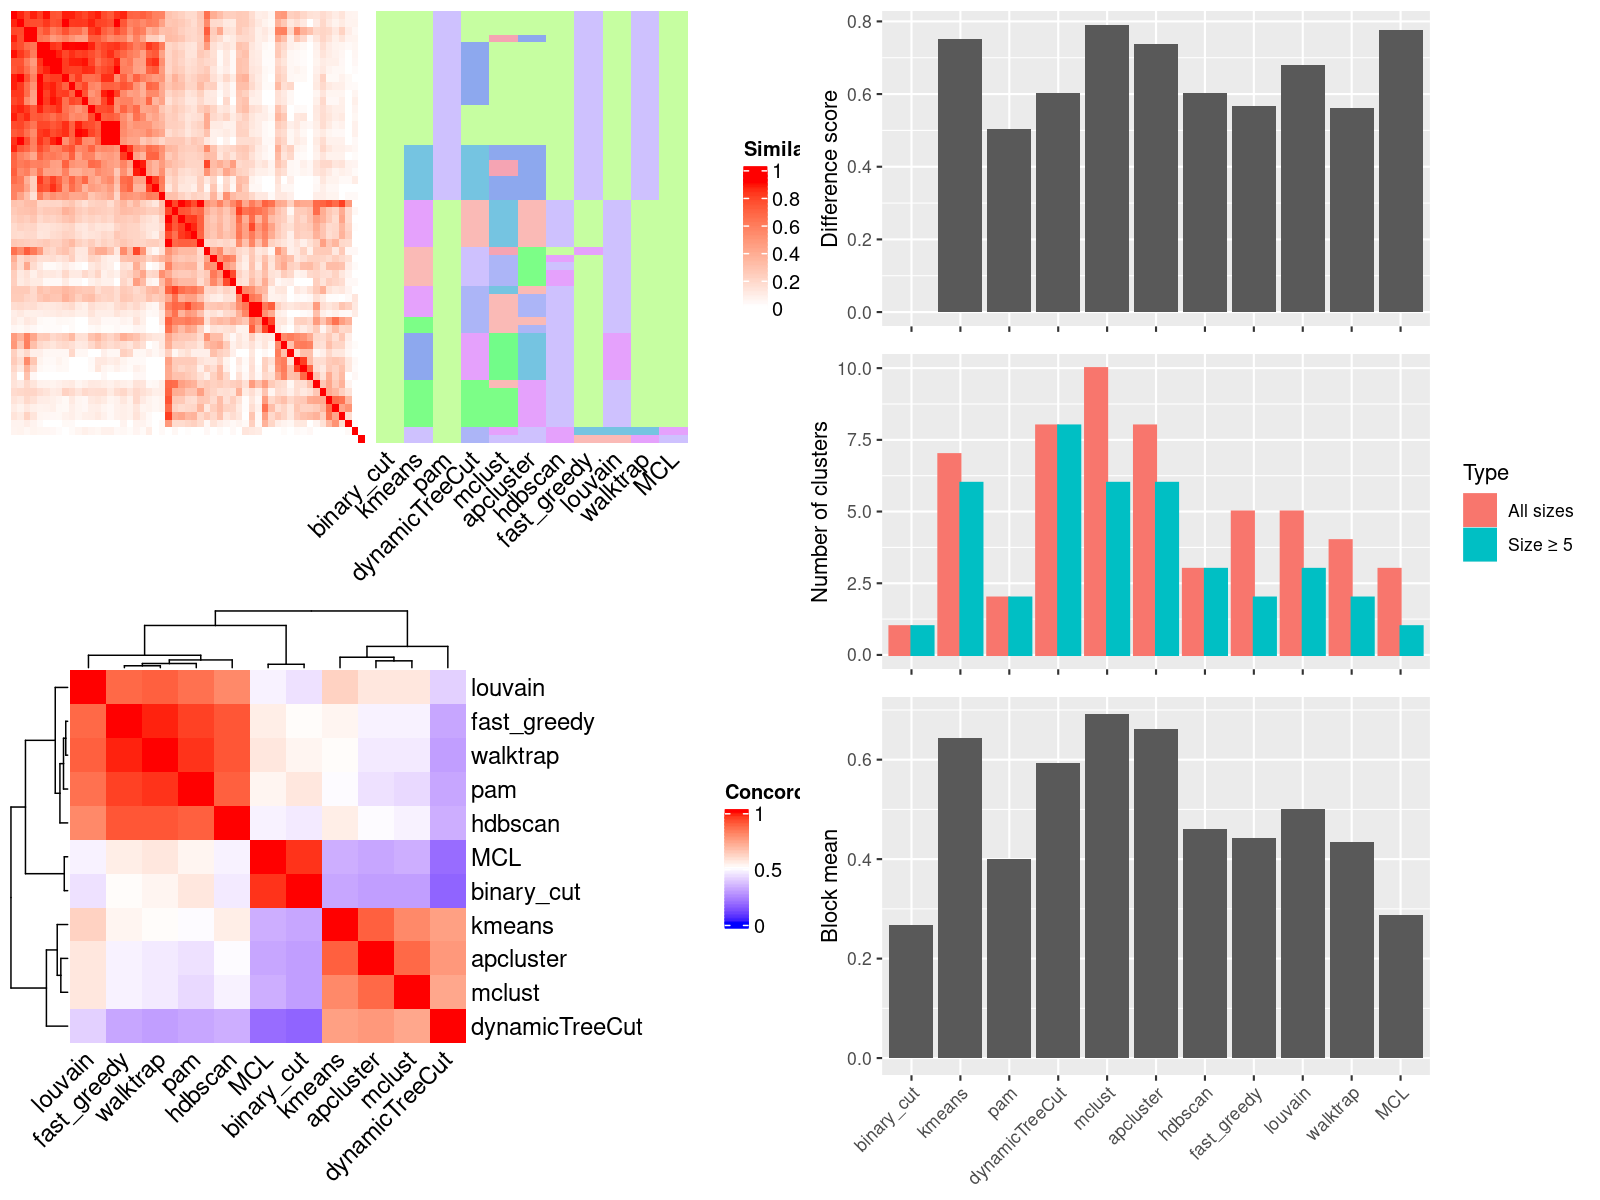 Simila
1
0.8
0.6
0.4
0.2
0
binary_cut
kmeans
pam
dynamicTreeCut
mclust
apcluster
hdbscan
fast_greedy
louvain
walktrap
MCL
louvain
fast_greedy
walktrap
pam
hdbscan
MCL
binary_cut
kmeans
apcluster
mclust
dynamicTreeCut
louvain
fast_greedy
walktrap
pam
hdbscan
MCL
binary_cut
kmeans
apcluster
mclust
dynamicTreeCut
Concord
1
0.5
0
Difference score
0.8
0.6
0.4
0.2
0.0
Number of clusters
10.0
7.5
5.0
2.5
0.0
Type
All sizes
Size ≥ 5
Block mean
0.6
0.4
0.2
0.0
binary_cut
kmeans
pam
dynamicTreeCut
mclust
apcluster
hdbscan
fast_greedy
louvain
walktrap
MCL